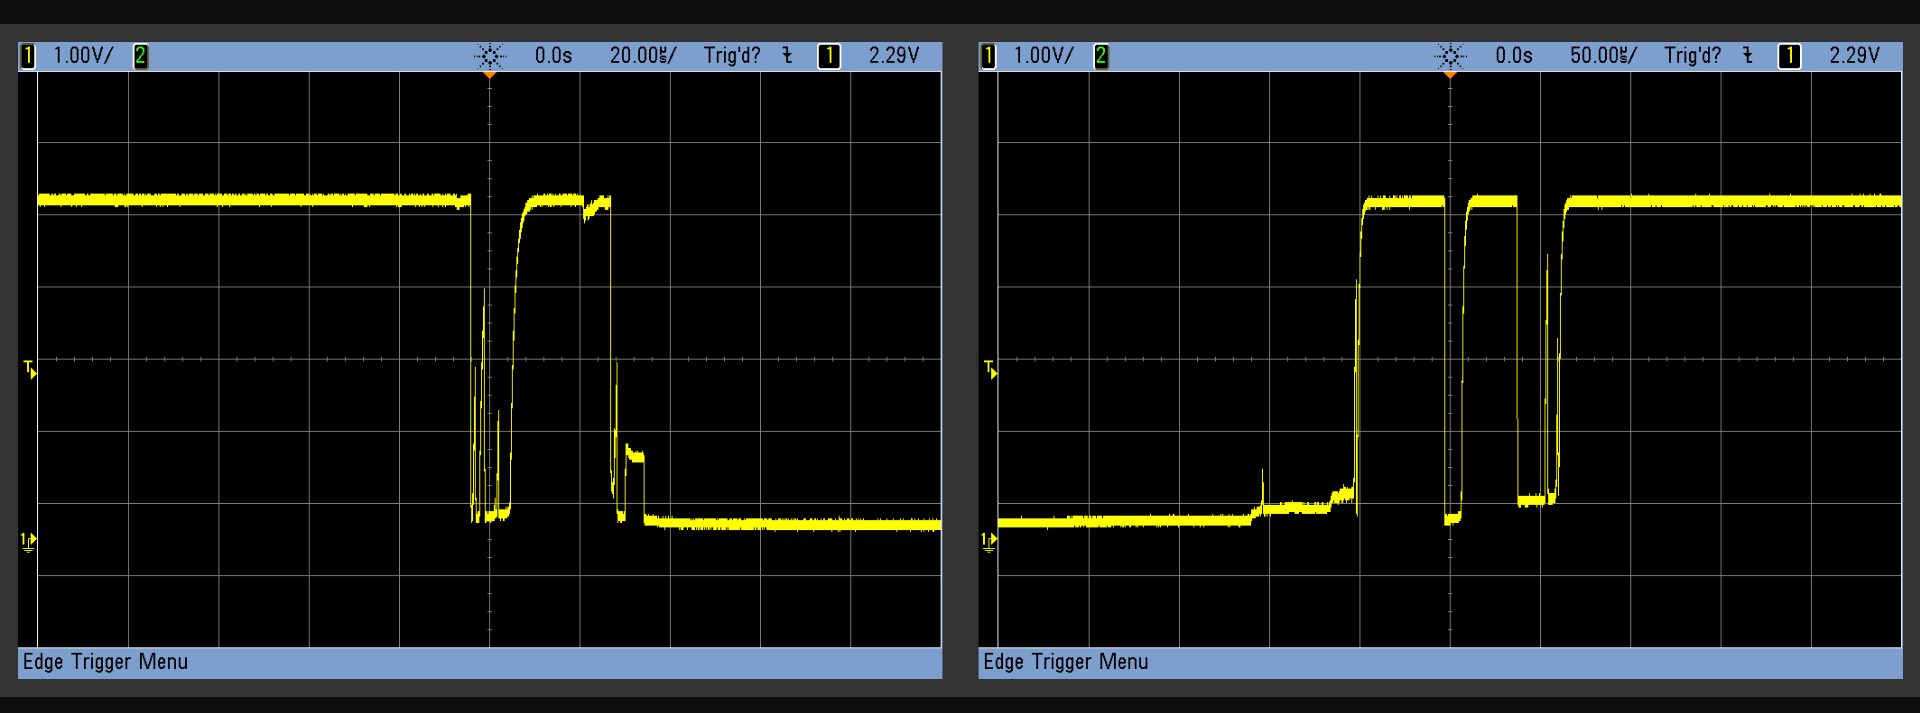 1 1.00V/ 2 0.0s 20.00µs/ Trig'd? 1 2.29V
T
1
Edge Trigger Menu
1 1.00V/ 2 0.0s 50.00µs/ Trig'd? 1 2.29V
T
1
Edge Trigger Menu